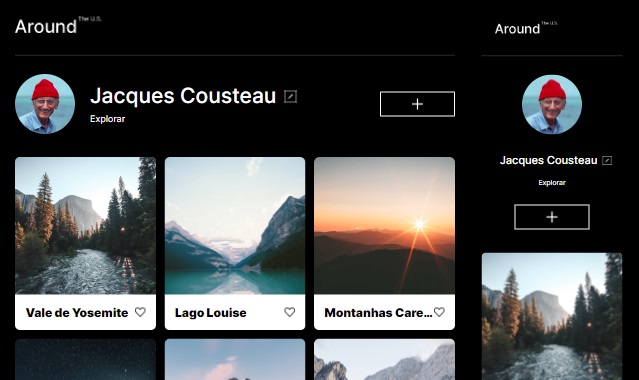 Around The U.S.
Jacques Cousteau
Explorar
Vale de Yosemite
Lago Louise
Montanhas Care...
Around The U.S.
Jacques Cousteau
Explorar